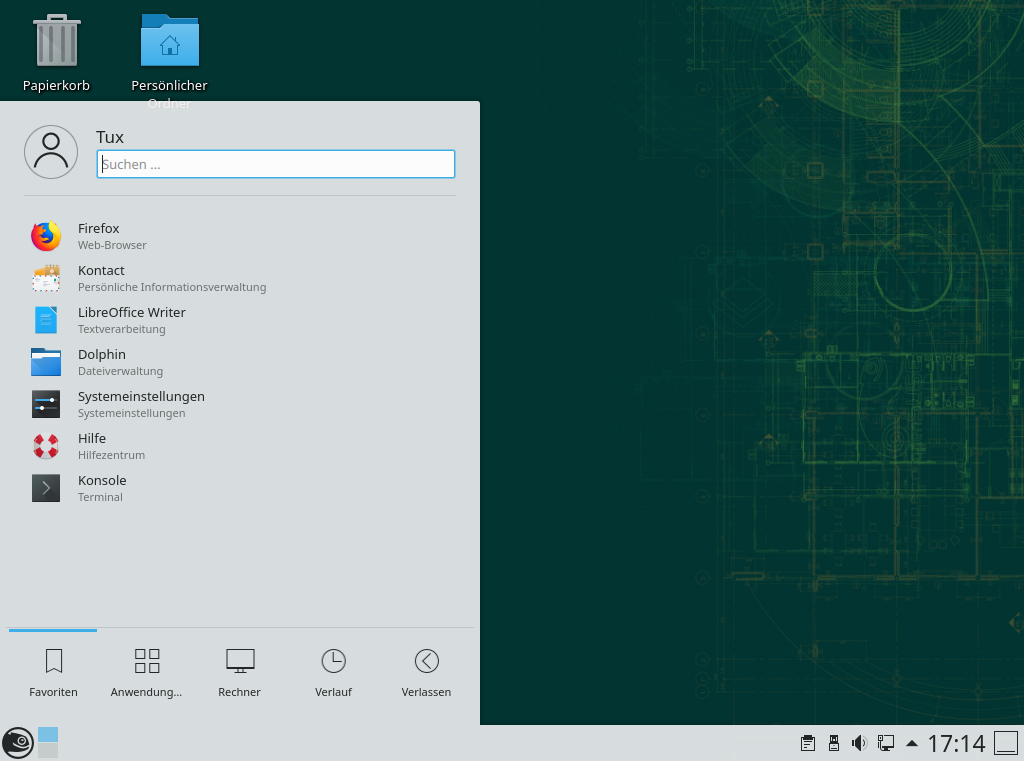 Papierkorb
Persönlicher
Ordner
Tux
Suchen ...
Firefox
Web-Browser
Kontact
Persönliche Informationsverwaltung
LibreOffice Writer
Textverarbeitung
Dolphin
Dateiverwaltung
Systemeinstellungen
Systemeinstellungen
Hilfe
Hilfezentrum
Konsole
Terminal
Favoriten
Anwendung...
Rechner
Verlauf
Verlassen
17:14